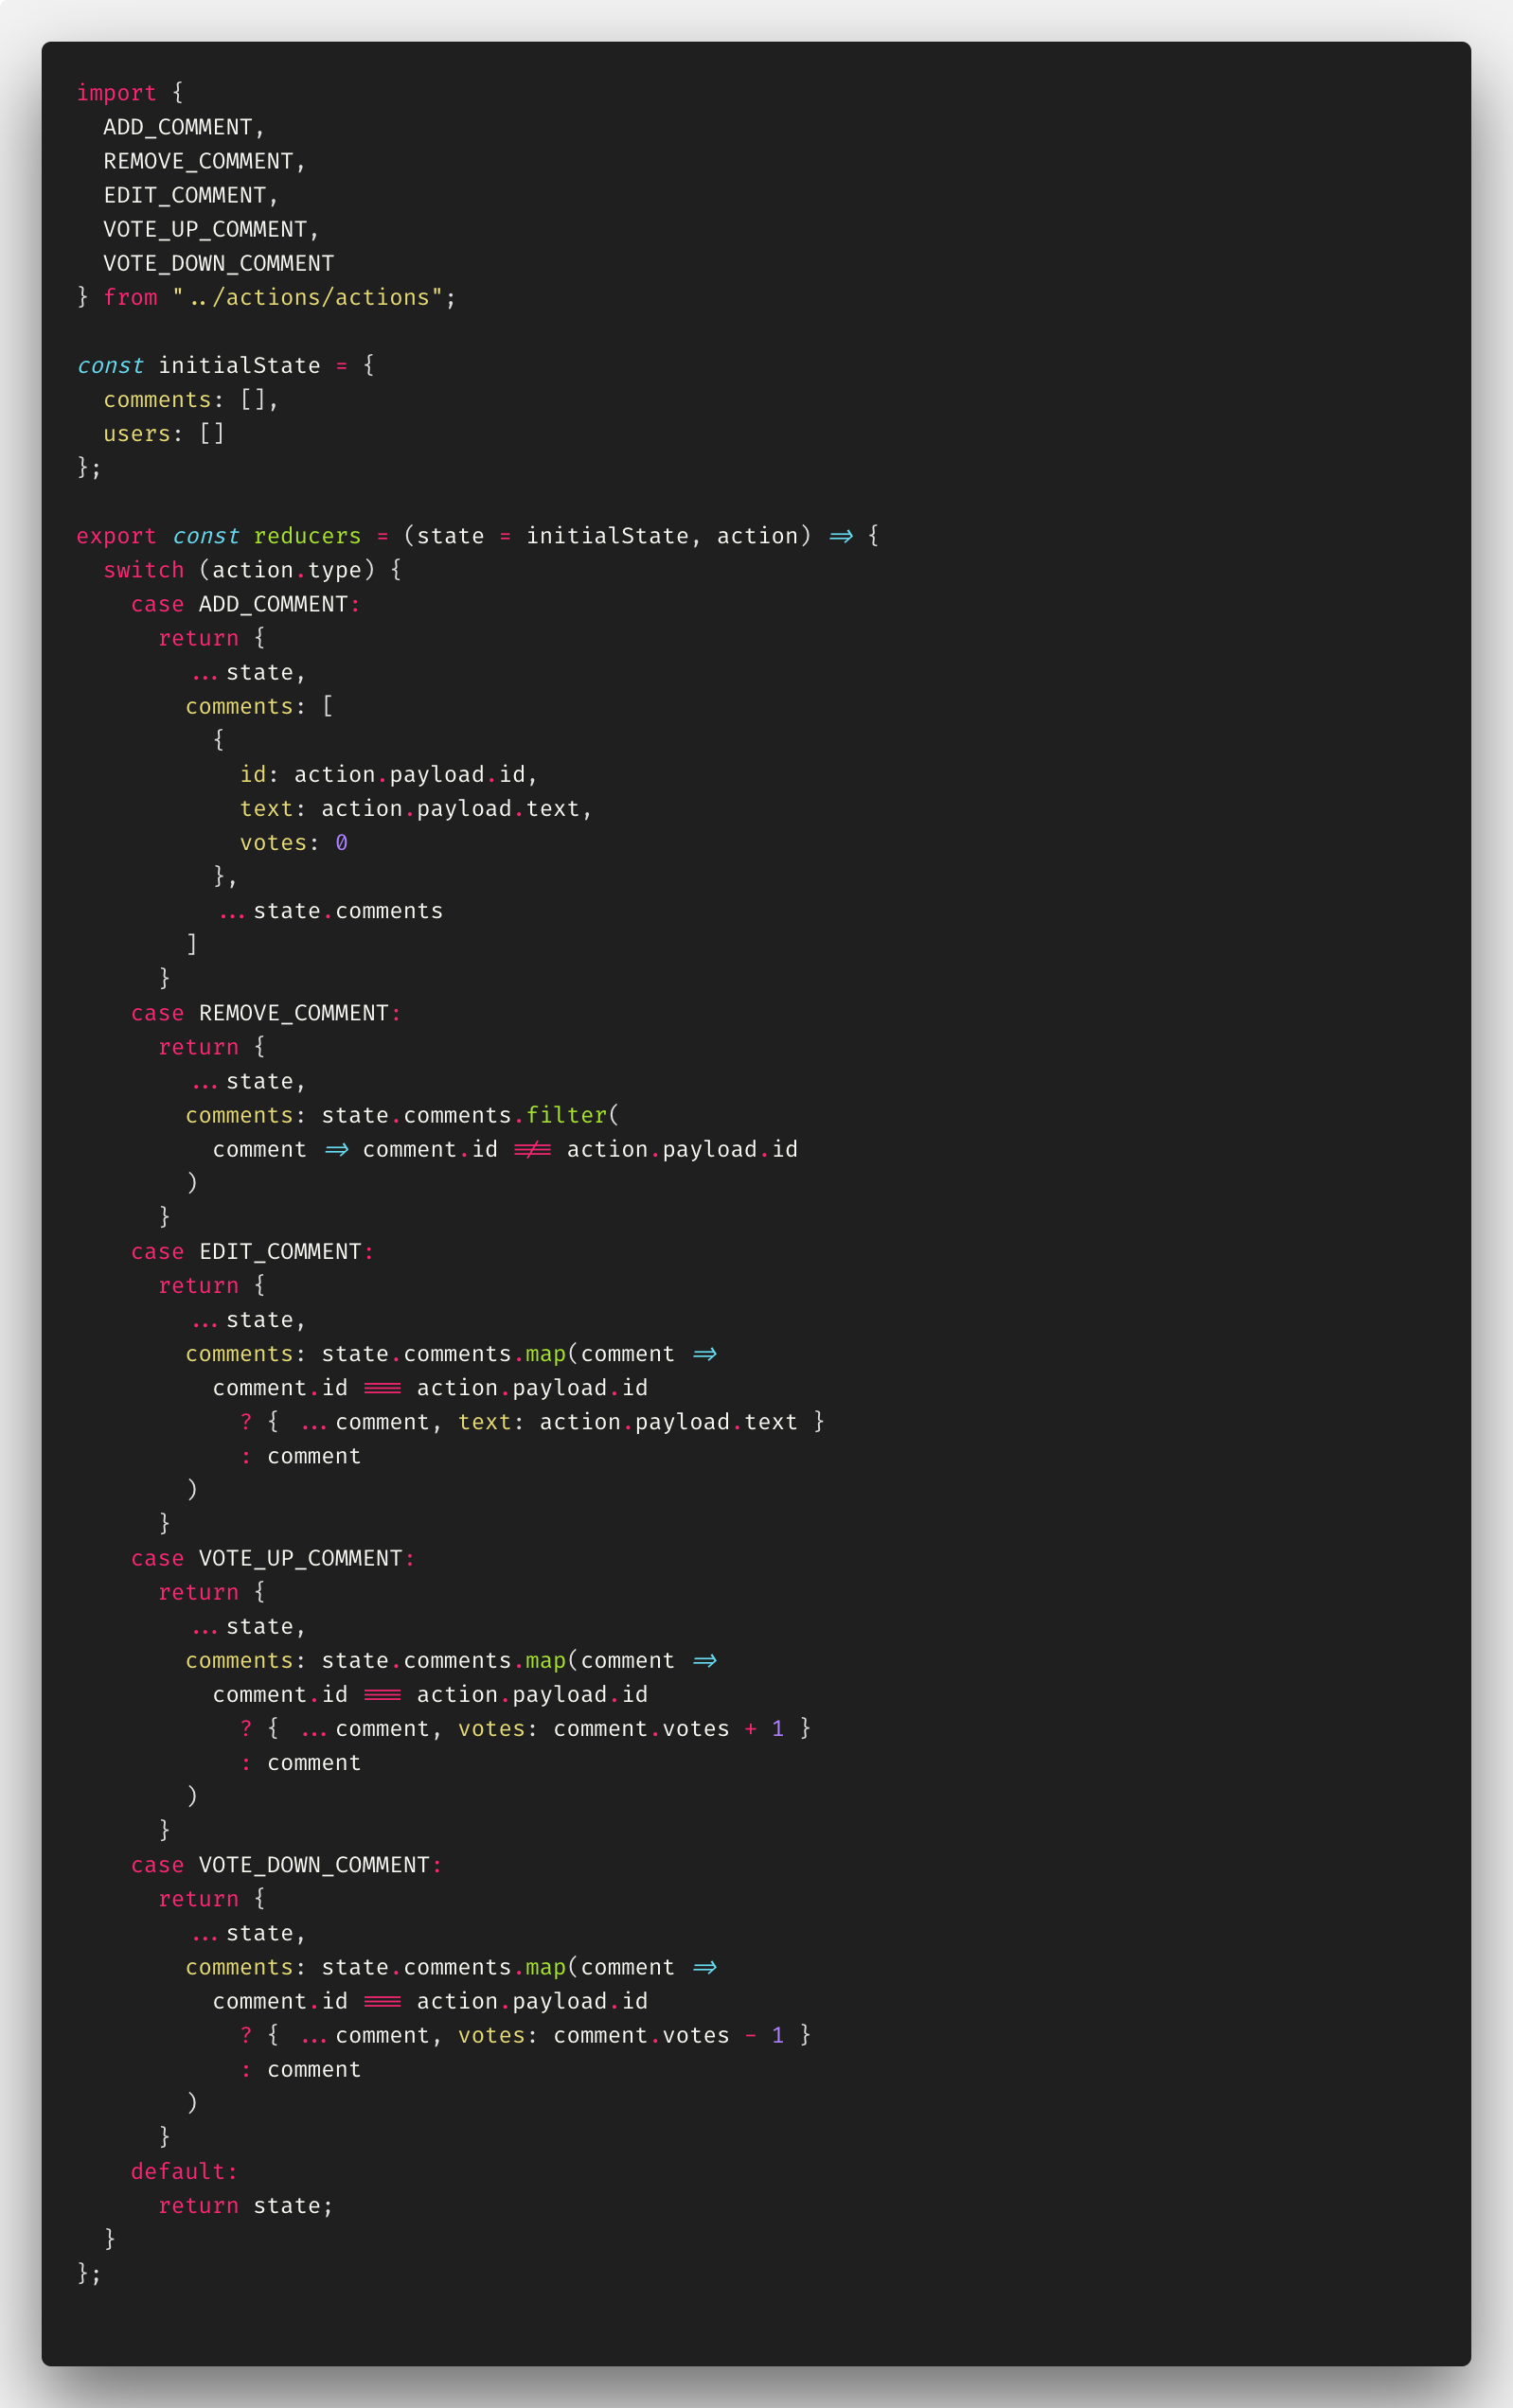 import {
  ADD_COMMENT,
  REMOVE_COMMENT,
  EDIT_COMMENT,
  VOTE_UP_COMMENT,
  VOTE_DOWN_COMMENT
} from "../actions/actions";

const initialState = {
  comments: [],
  users: []
};

export const reducers = (state = initialState, action) => {
  switch (action.type) {
    case ADD_COMMENT:
      return {
        ...state,
        comments: [
          {
            id: action.payload.id,
            text: action.payload.text,
            votes: 0
          },
          ...state.comments
        ]
      }
    case REMOVE_COMMENT:
      return {
        ...state,
        comments: state.comments.filter(
          comment => comment.id !== action.payload.id
        )
      }
    case EDIT_COMMENT:
      return {
        ...state,
        comments: state.comments.map(comment =>
          comment.id === action.payload.id
            ? { ...comment, text: action.payload.text }
            : comment
        )
      }
    case VOTE_UP_COMMENT:
      return {
        ...state,
        comments: state.comments.map(comment =>
          comment.id === action.payload.id
            ? { ...comment, votes: comment.votes + 1 }
            : comment
        )
      }
    case VOTE_DOWN_COMMENT:
      return {
        ...state,
        comments: state.comments.map(comment =>
          comment.id === action.payload.id
            ? { ...comment, votes: comment.votes - 1 }
            : comment
        )
      }
    default:
      return state;
  }
};